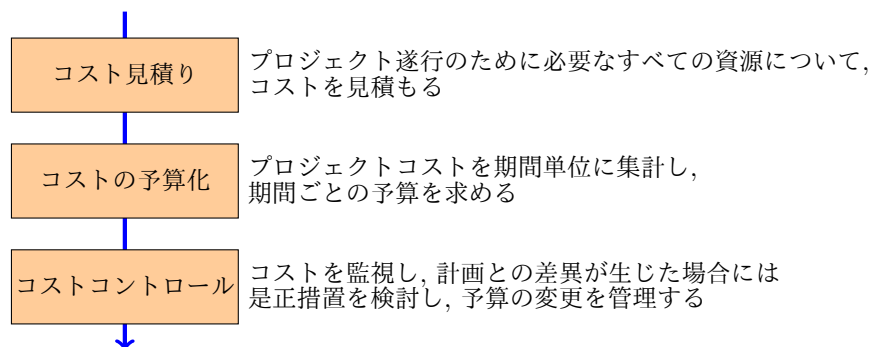 コスト見積り
プロジェクト遂行のために必要なすべての資源について,
コストを見積もる
コストの予算化
プロジェクトコストを期間単位に集計し,
期間ごとの予算を求める
コストコントロール
コストを監視し, 計画との差異が生じた場合には
是正措置を検討し, 予算の変更を管理する